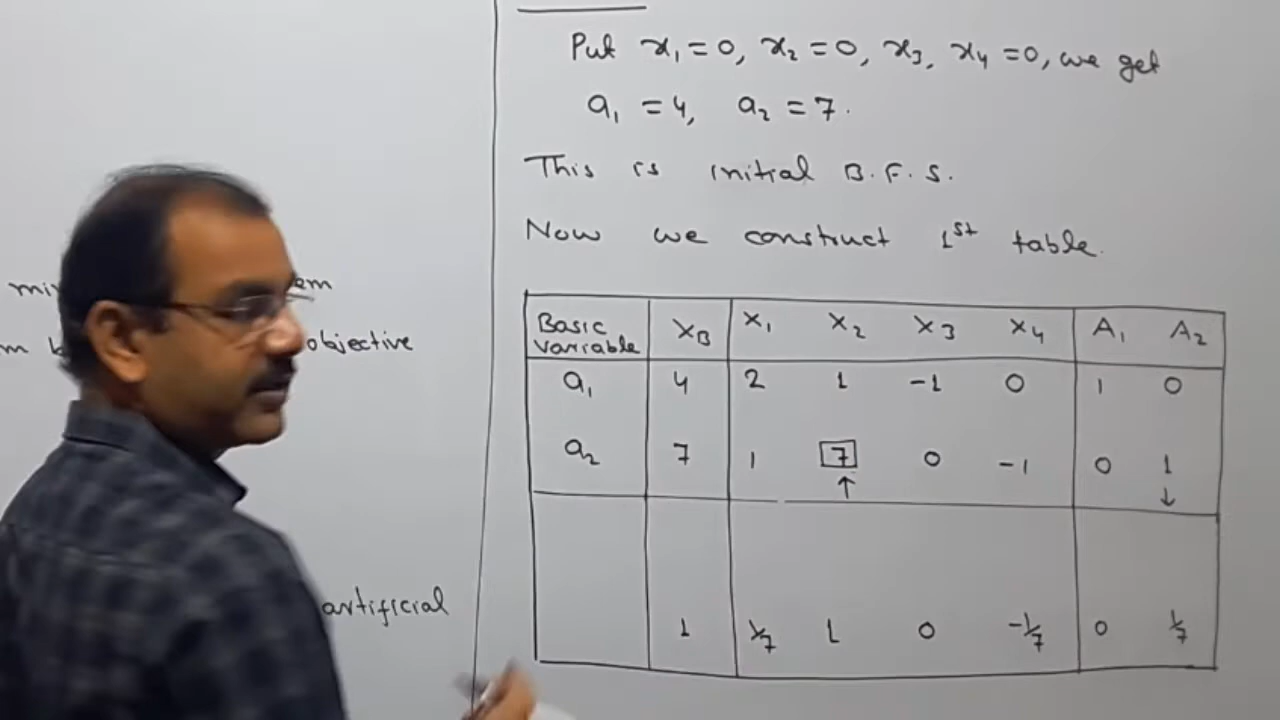 Put x₁ = 0, x₂ = 0, x₃, x₄ = 0, we get
a₁ = 4, a₂ = 7.
This is initial B.F.S.
Now we construct 1st table.
objective
artificial
Basic variable X_B X₁ X₂ X₃ X₄ A₁ A₂
a₁ 4 2 1 -1 0 1 0
a₂ 7 1 7 0 -1 0 1
↑ ↓
1 1/7 1 0 -1/7 0 1/7